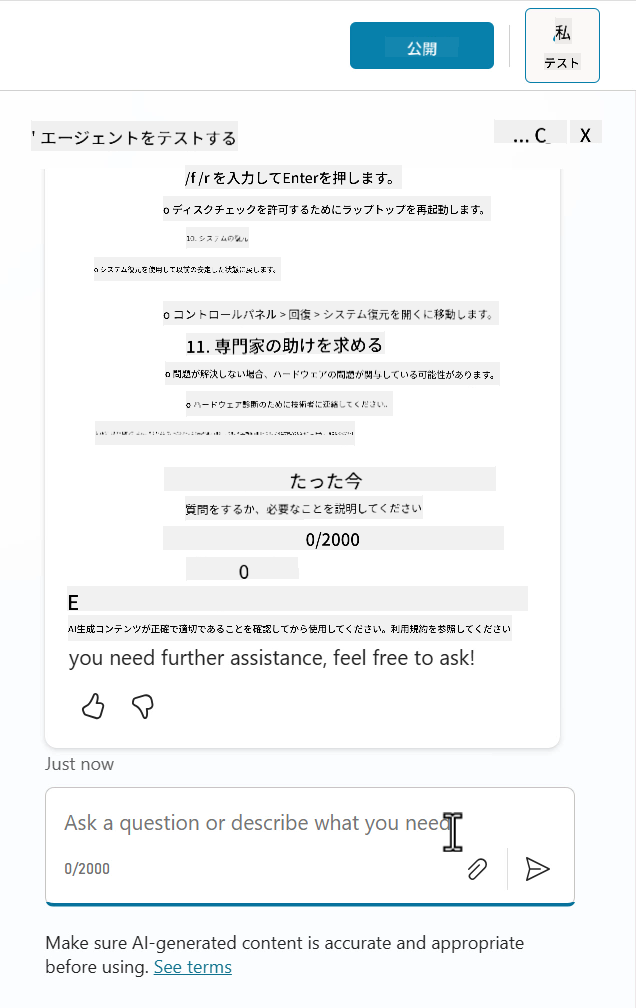 公開
私
テスト
' エージェントをテストする
... C
X
/f /r を入力してEnterを押します。
o ディスクチェックを許可するためにラップトップを再起動します。
10. システムの復元
o システム復元を使用して以前の安定した状態に戻します。
o コントロールパネル > 回復 > システム復元を開くに移動します。
11. 専門家の助けを求める
o 問題が解決しない場合、ハードウェアの問題が関与している可能性があります。
o ハードウェア診断のために技術者に連絡してください。
たった今
質問をするか、必要なことを説明してください
0/2000
0
E
AI生成コンテンツが正確で適切であることを確認してから使用してください。利用規約を参照してください
you need further assistance, feel free to ask!
Just now
Ask a question or describe what you need
0/2000
Make sure AI-generated content is accurate and appropriate
before using. See terms